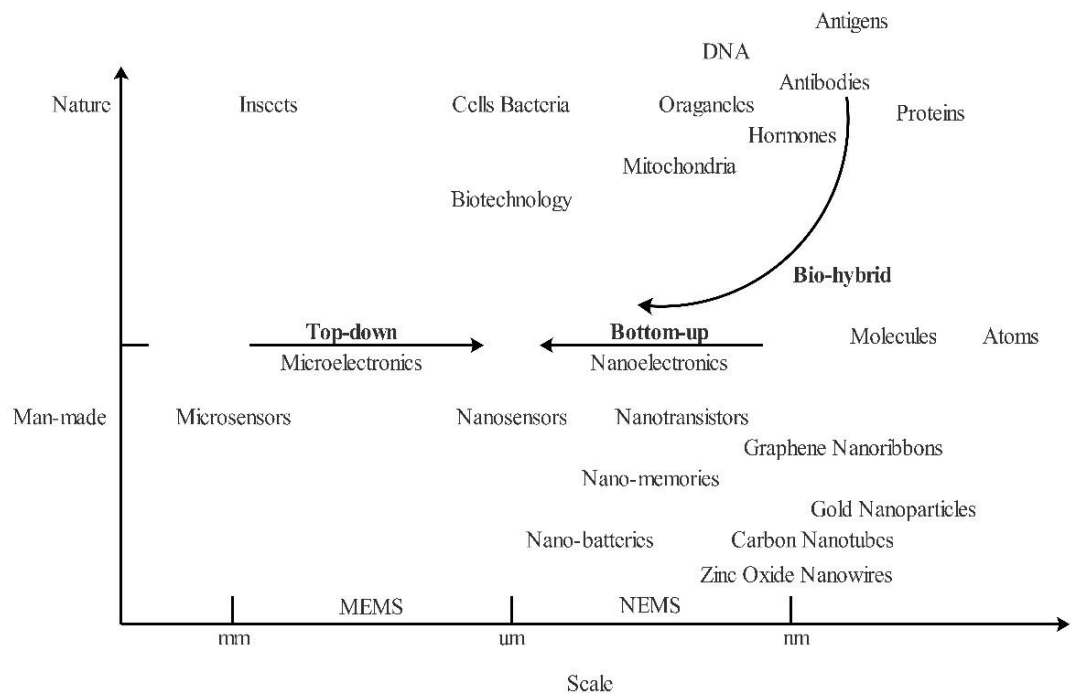 Antigens
DNA
Antibodies
Nature
Insects
Cells Bacteria
Oraganeles
Proteins
Hormones
Mitochondria
Biotechnology
Bio-hybrid
Top-down
Bottom-up
Molecules
Atoms
Microelectronics
Nanoelectronics
Man-made
Microsensors
Nanosensors
Nanotransistors
Graphene Nanoribbons
Nano-memories
Gold Nanoparticles
Nano-batteries
Carbon Nanotubes
Zinc Oxide Nanowires
MEMS
NEMS
mm
um
nm
Scale